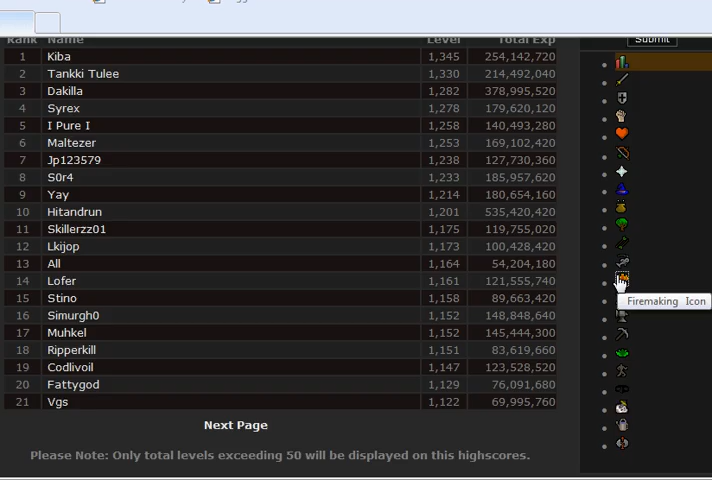 Rank Name Level Total Exp
Submit
1 Kiba 1,345 254,142,720
2 Tankki Tulee 1,330 214,492,040
3 Dakilla 1,282 378,995,520
4 Syrex 1,278 179,620,120
5 I Pure I 1,258 140,493,280
6 Maltezer 1,253 169,102,420
7 Jp123579 1,238 127,730,360
8 S0r4 1,233 185,957,620
9 Yay 1,214 180,654,160
10 Hitandrun 1,201 535,420,420
11 Skillerzz01 1,175 119,755,020
12 Lkijop 1,173 100,428,420
13 All 1,164 54,204,180
14 Lofer 1,161 121,555,740
15 Stino 1,158 89,663,420
Firemaking Icon
16 Simurgh0 1,152 148,848,640
17 Muhkel 1,152 145,444,300
18 Ripperkill 1,151 83,619,660
19 Codlivoil 1,147 123,528,520
20 Fattygod 1,129 76,091,680
21 Vgs 1,122 69,995,760
Next Page
Please Note: Only total levels exceeding 50 will be displayed on this highscores.